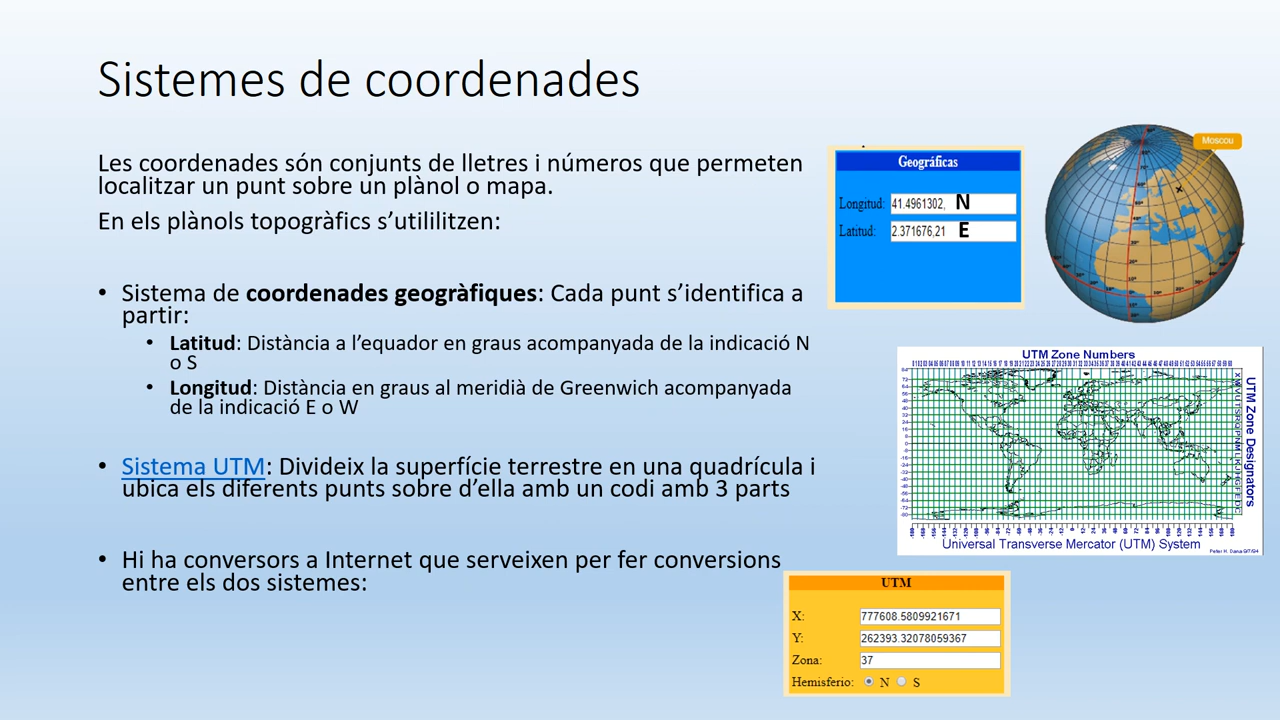 Sistemes de coordenades
Les coordenades són conjunts de lletres i números que permeten
localitzar un punt sobre un plànol o mapa.
En els plànols topogràfics s’utililitzen:
• Sistema de coordenades geogràfiques: Cada punt s’identifica a
partir:
• Latitud: Distància a l’equador en graus acompanyada de la indicació N
o S
• Longitud: Distància en graus al meridià de Greenwich acompanyada
de la indicació E o W
• Sistema UTM: Divideix la superfície terrestre en una quadrícula i
ubica els diferents punts sobre d’ella amb un codi amb 3 parts
• Hi ha conversors a Internet que serveixen per fer conversions
entre els dos sistemes:
Geográficas
Longitud: 41.4961302, N
Latitud: 2.371676,21 E
Moscou
UTM Zone Numbers
UTM Zone Designators
Universal Transverse Mercator (UTM) System
UTM
X: 777608.5809921671
Y: 262393.32078059367
Zona: 37
Hemisferio: N S